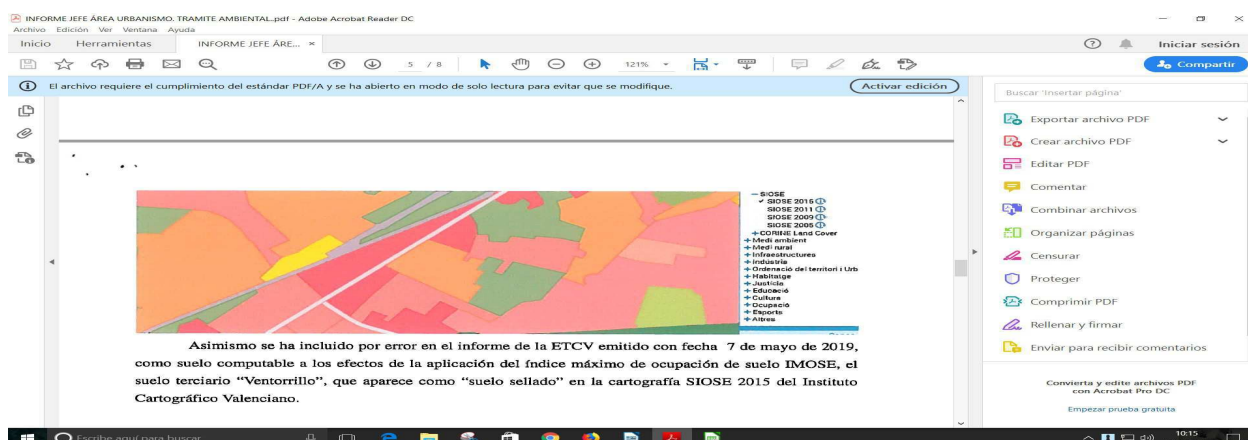 INFORME JEFE ÁREA URBANISMO. TRAMITE AMBIENTAL.pdf - Adobe Acrobat Reader DC
Archivo Edición Ver Ventana Ayuda
Inicio Herramientas INFORME JEFE ÁRE... × Iniciar sesión
5 / 8 121% Compartir
El archivo requiere el cumplimiento del estándar PDF/A y se ha abierto en modo de solo lectura para evitar que se modifique. Activar edición
Buscar 'Insertar página'
Exportar archivo PDF
Crear archivo PDF
Editar PDF
Comentar
Combinar archivos
Organizar páginas
Censurar
Proteger
Comprimir PDF
Rellenar y firmar
Enviar para recibir comentarios
Convierta y edite archivos PDF
con Acrobat Pro DC
Empezar prueba gratuita
− SIOSE
✓ SIOSE 2015
SIOSE 2011
SIOSE 2009
SIOSE 2005
+CORINE Land Cover
+Medi ambient
+Medi rural
+Infraestructures
+Indústria
+Ordenació del territori i Urb
+Habitatge
+Justícia
+Educació
+Cultura
+Ocupació
+Esports
+Altres
Asimismo se ha incluido por error en el informe de la ETCV emitido con fecha 7 de mayo de 2019,
como suelo computable a los efectos de la aplicación del índice máximo de ocupación de suelo IMOSE, el
suelo terciario “Ventorrillo”, que aparece como “suelo sellado” en la cartografía SIOSE 2015 del Instituto
Cartográfico Valenciano.
Escribe aquí para buscar
10:15